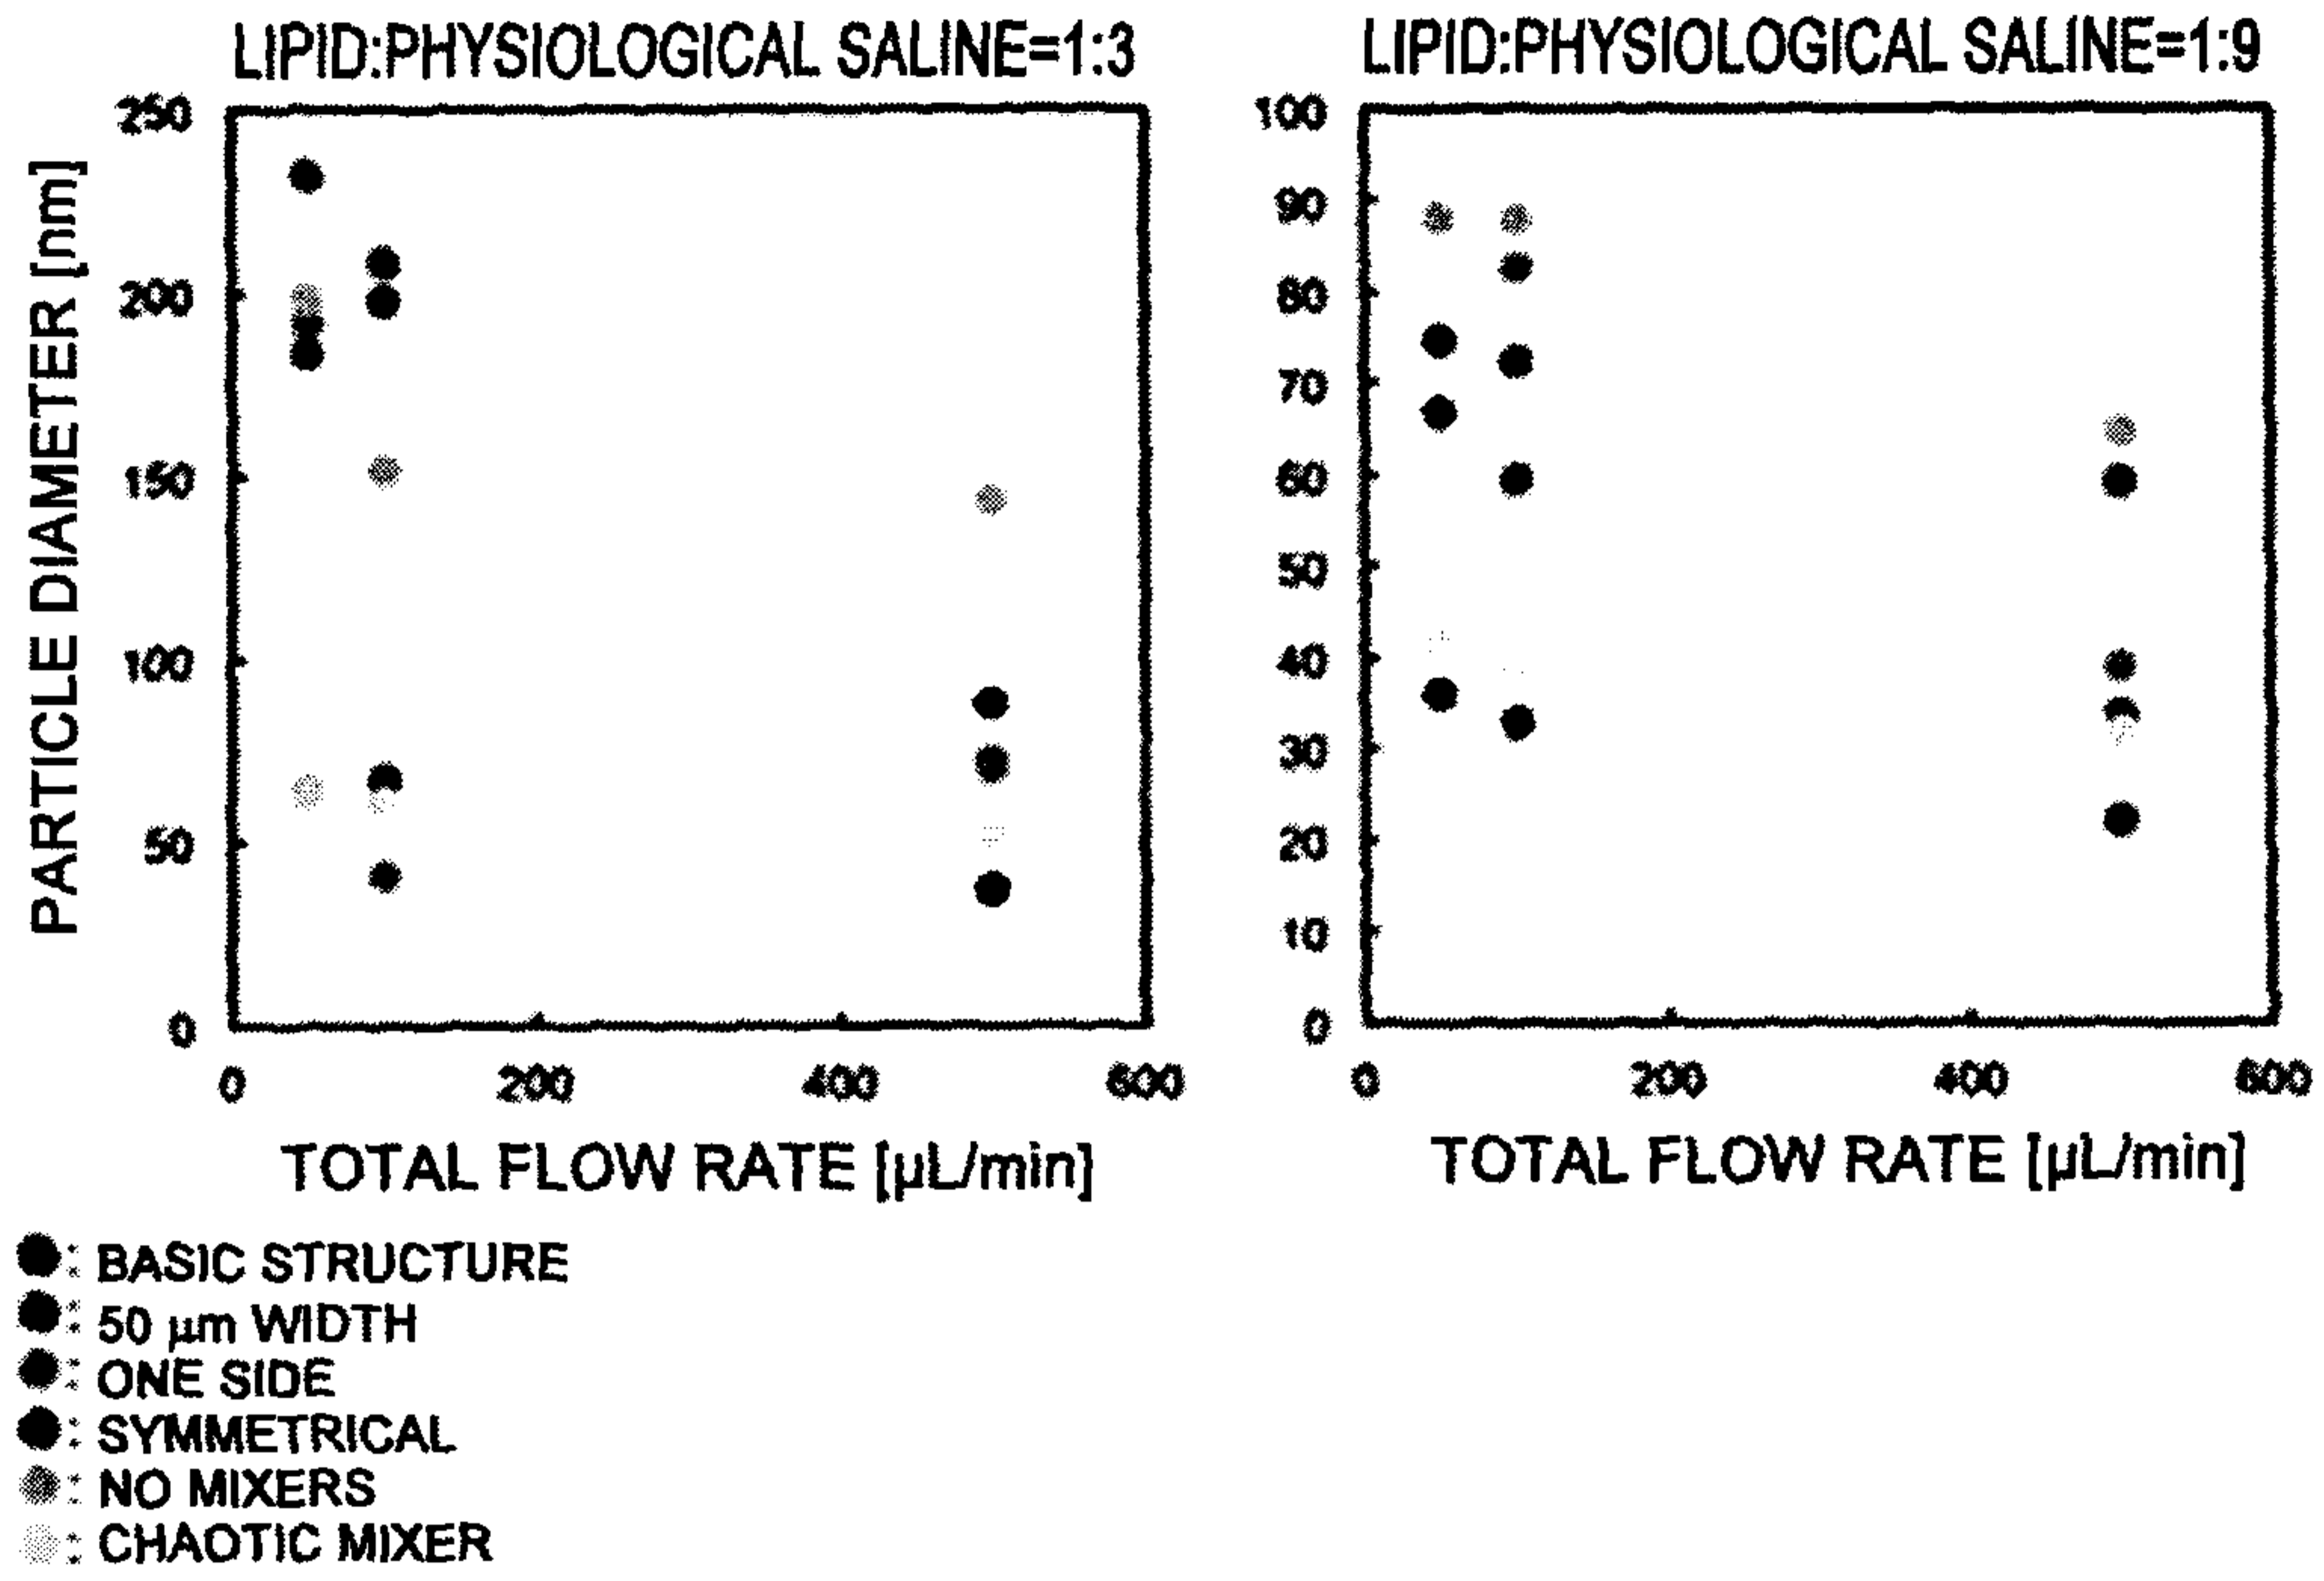 LIPID:PHYSIOLOGICAL SALINE=1:3
LIPID:PHYSIOLOGICAL SALINE=1:9
PARTICLE DIAMETER [nm]
250
200
150
100
50
0
0 200 400 600
TOTAL FLOW RATE [µL/min]
100
90
80
70
60
50
40
30
20
10
0
0 200 400 600
TOTAL FLOW RATE [µL/min]
: BASIC STRUCTURE
: 50 µm WIDTH
: ONE SIDE
: SYMMETRICAL
: NO MIXERS
: CHAOTIC MIXER